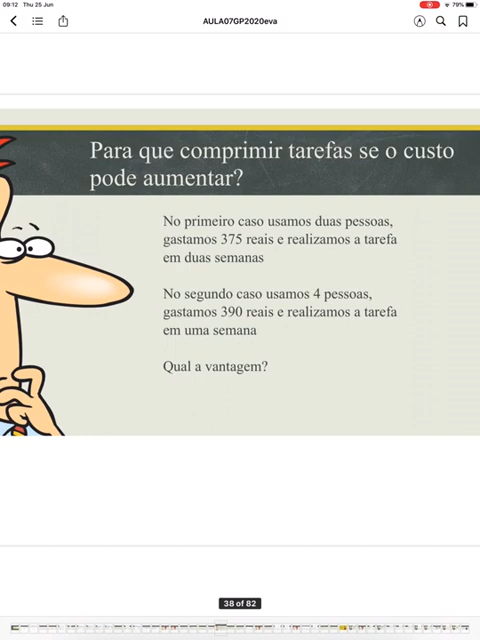 09:12 Thu 25 Jun
79%
AULA07GP2020eva
Para que comprimir tarefas se o custo
pode aumentar?
No primeiro caso usamos duas pessoas,
gastamos 375 reais e realizamos a tarefa
em duas semanas
No segundo caso usamos 4 pessoas,
gastamos 390 reais e realizamos a tarefa
em uma semana
Qual a vantagem?
38 of 82